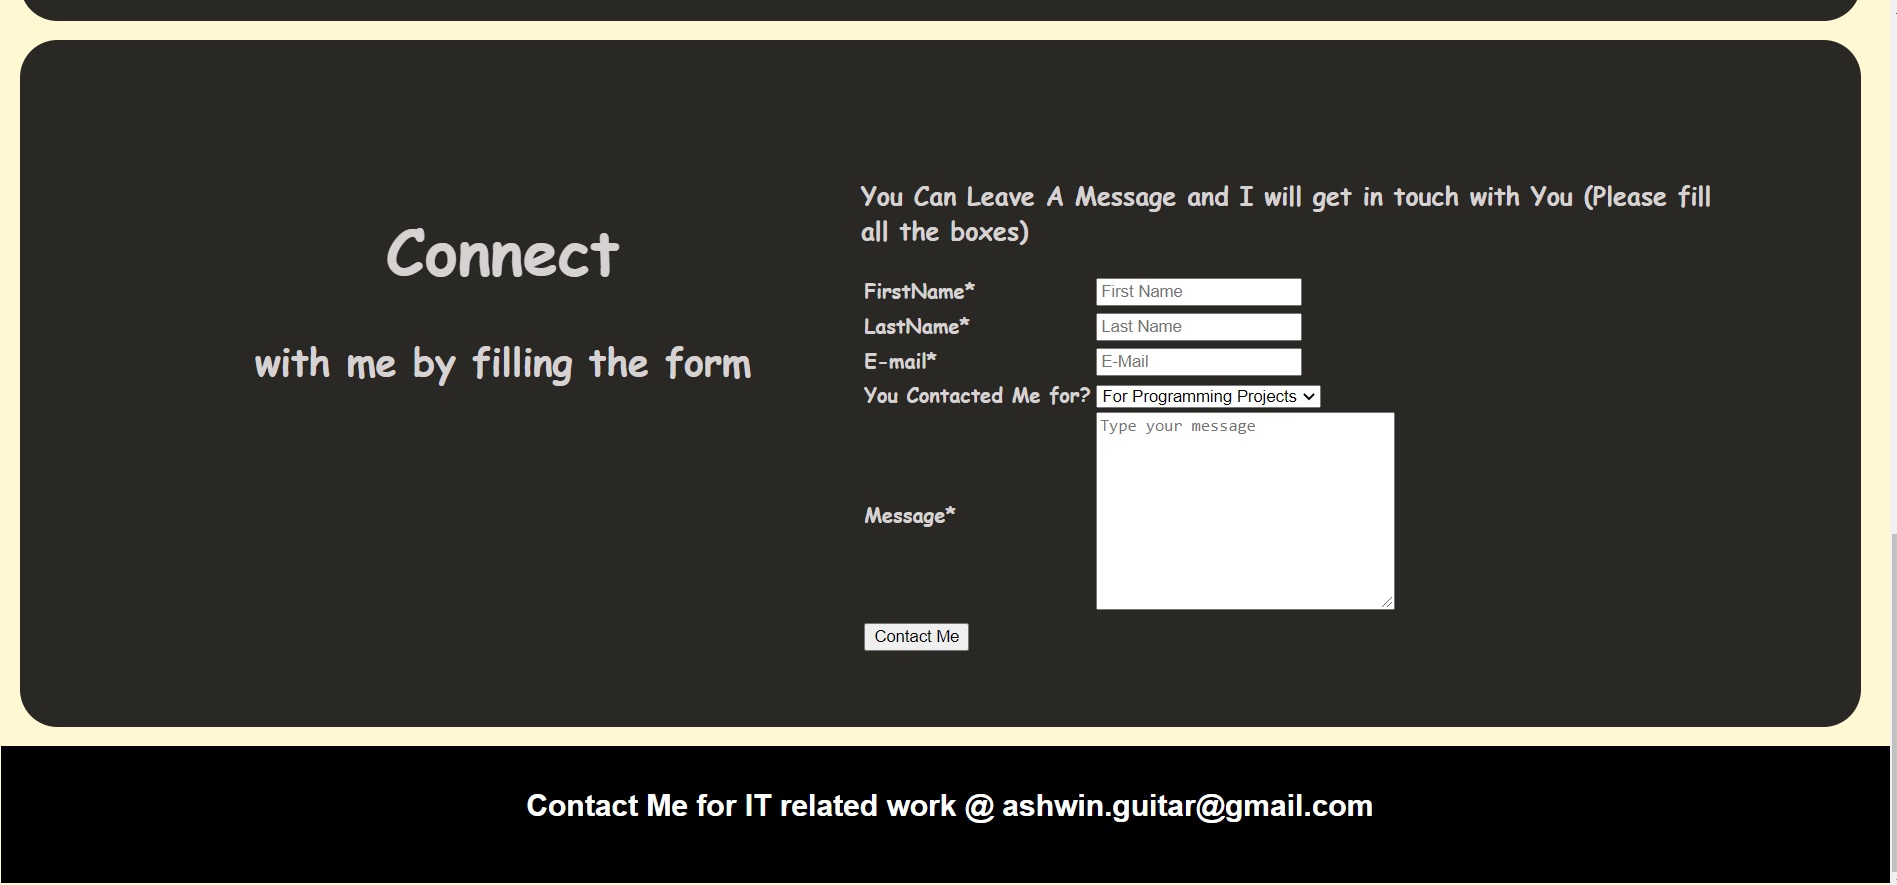 Connect
with me by filling the form
You Can Leave A Message and I will get in touch with You (Please fill
all the boxes)
FirstName* First Name
LastName* Last Name
E-mail* E-Mail
You Contacted Me for? For Programming Projects
Type your message
Message*
Contact Me
Contact Me for IT related work @ ashwin.guitar@gmail.com